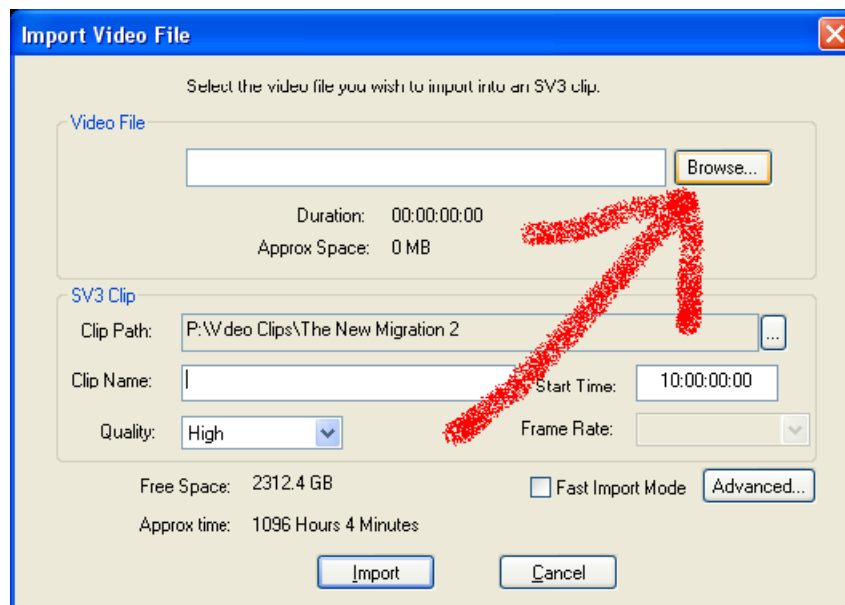 Import Video File
Select the video file you wish to import into an SV3 clip.
Video File
Browse...
Duration: 00:00:00:00
Approx Space: 0 MB
SV3 Clip
Clip Path: P:\Video Clips\The New Migration 2 ...
Clip Name: Start Time: 10:00:00:00
Quality: High Frame Rate:
Free Space: 2312.4 GB Fast Import Mode Advanced...
Approx time: 1096 Hours 4 Minutes
Import Cancel